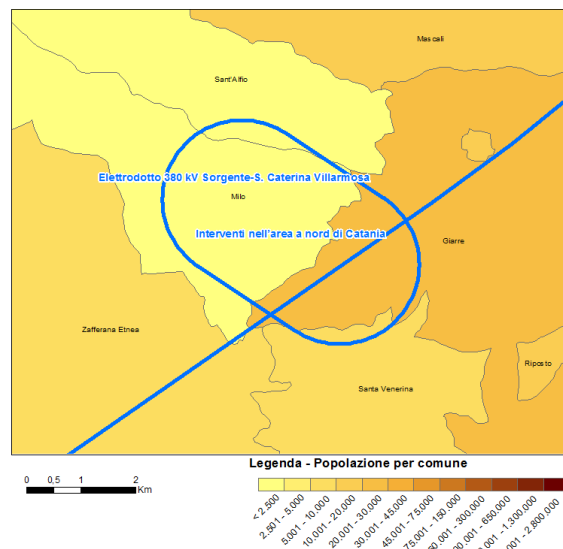 Mascali
Sant'Alfio
Elettrodotto 380 kV Sorgente-S. Caterina Villarmosa
Milo
Interventi nell'area a nord di Catania
Giarre
Zafferana Etnea
Riposto
Santa Venerina
Legenda - Popolazione per comune
0 0,5 1 2
Km
< 2.500
2.501 - 5.000
5.001 - 10.000
10.001 - 20.000
20.001 - 30.000
30.001 - 45.000
45.001 - 75.000
75.001 - 150.000